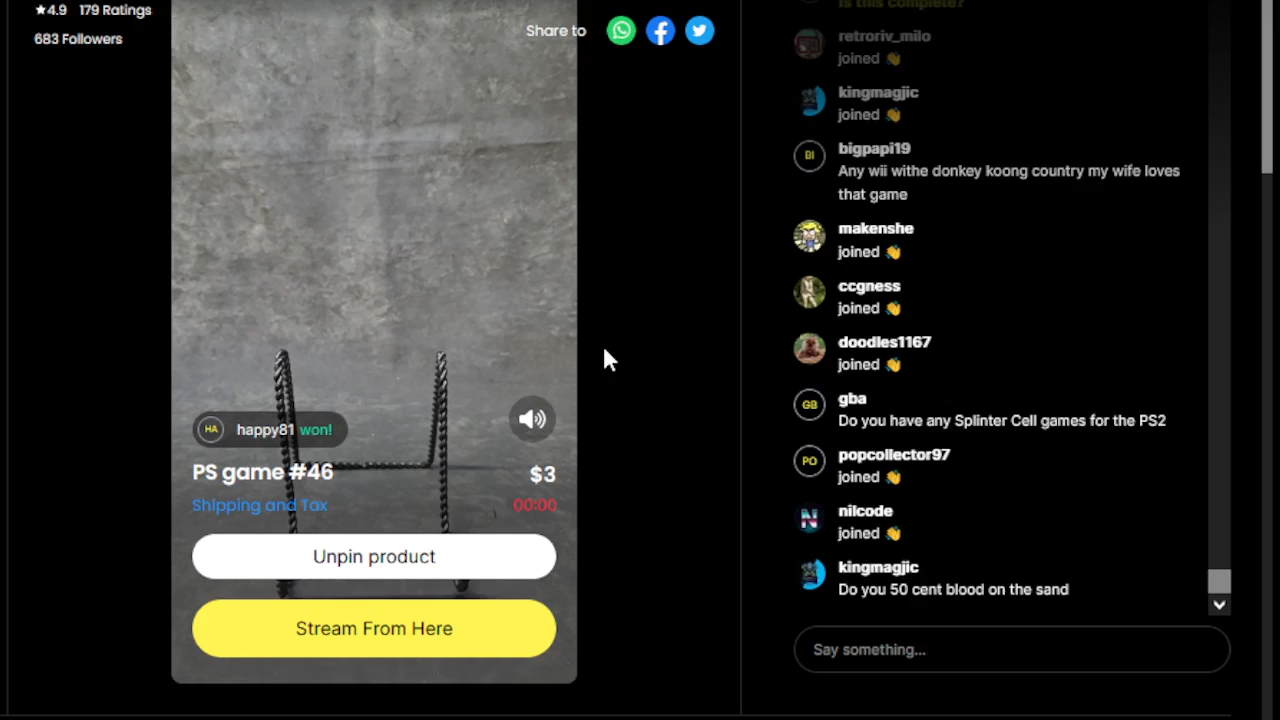 ★4.9 179 Ratings
683 Followers
Share to
HA happy81 won!
PS game #46
$3
Shipping and Tax
00:00
Unpin product
Stream From Here
Is this complete?
retroriv_milo
joined 👏
kingmagjic
joined 👏
BI bigpapi19
Any wii withe donkey koong country my wife loves
that game
makenshe
joined 👏
ccgness
joined 👏
doodles1167
joined 👏
GB gba
Do you have any Splinter Cell games for the PS2
PO popcollector97
joined 👏
N nilcode
joined 👏
kingmagjic
Do you 50 cent blood on the sand
Say something...